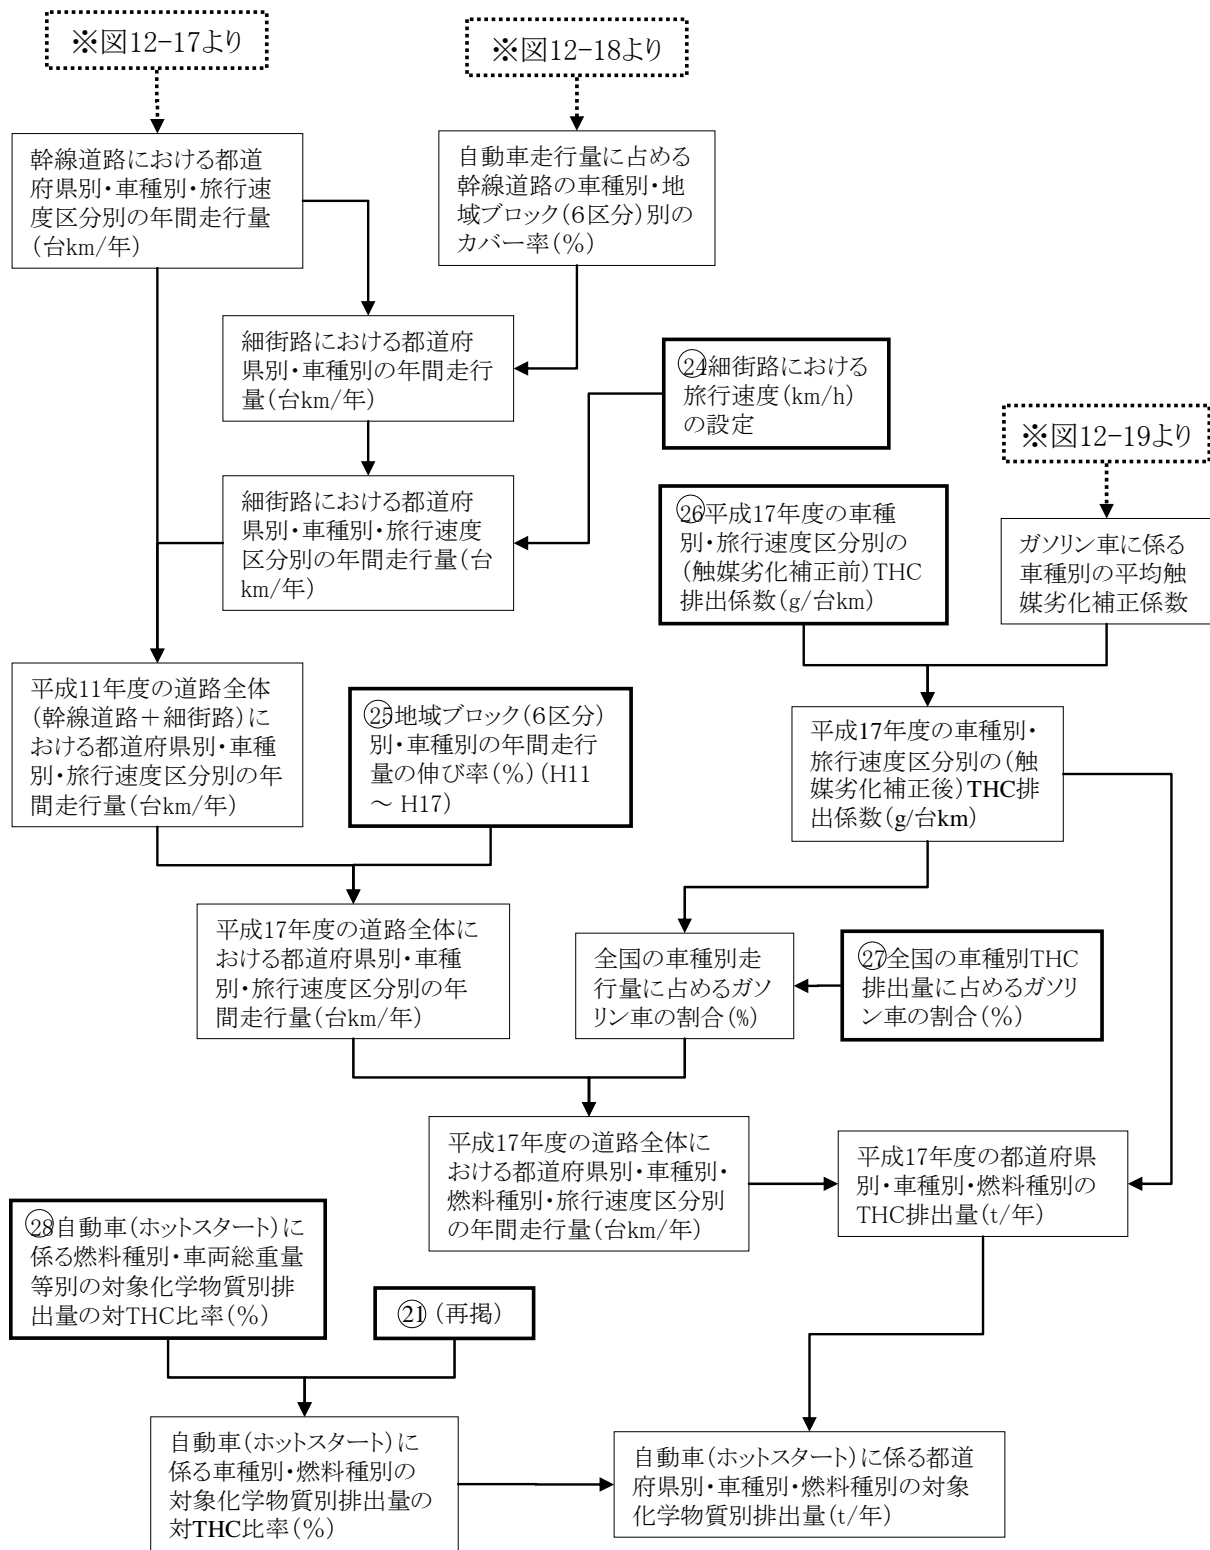 ※図12-17より
※図12-18より
幹線道路における都道
府県別・車種別・旅行速
度区分別の年間走行量
(台km/年)
自動車走行量に占める
幹線道路の車種別・地
域ブロック(6区分)別の
カバー率(%)
細街路における都道府
県別・車種別の年間走行
量(台km/年)
㉔細街路における
旅行速度(km/h)
の設定
※図12-19より
細街路における都道府
県別・車種別・旅行速度
区分別の年間走行量(台
km/年)
㉖平成17年度の車種
別・旅行速度区分別の
(触媒劣化補正前)THC
排出係数(g/台km)
ガソリン車に係る
車種別の平均触
媒劣化補正係数
平成11年度の道路全体
(幹線道路+細街路)に
おける都道府県別・車種
別・旅行速度区分別の年
間走行量(台km/年)
㉕地域ブロック(6区分)
別・車種別の年間走行
量の伸び率(%)(H11
～ H17)
平成17年度の車種別・
旅行速度区分別の(触
媒劣化補正後)THC排
出係数(g/台km)
平成17年度の道路全体に
おける都道府県別・車種
別・旅行速度区分別の年
間走行量(台km/年)
全国の車種別走
行量に占めるガソ
リン車の割合(%)
㉗全国の車種別THC
排出量に占めるガソリ
ン車の割合(%)
平成17年度の道路全体に
おける都道府県別・車種別・
燃料種別・旅行速度区分別
の年間走行量(台km/年)
平成17年度の都道府県
別・車種別・燃料種別の
THC排出量(t/年)
㉘自動車(ホットスタート)に
係る燃料種別・車両総重量
等別の対象化学物質別排
出量の対THC比率(%)
㉑ (再掲)
自動車(ホットスタート)に
係る車種別・燃料種別の
対象化学物質別排出量の
対THC比率(%)
自動車(ホットスタート)に係る都道
府県別・車種別・燃料種別の対象
化学物質別排出量(t/年)